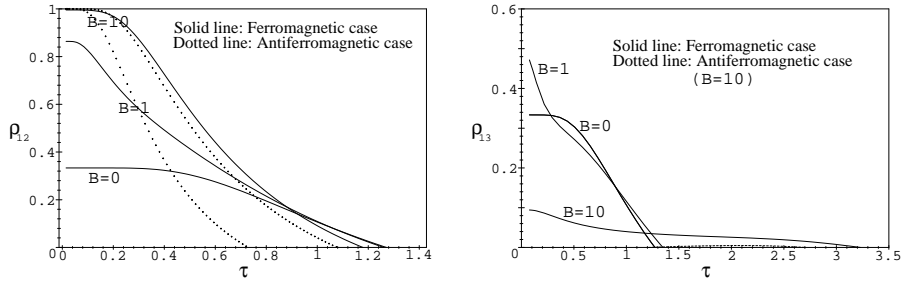 1
0.8
0.6
0.4
0.2
0
0.2
0.4
0.6
0.8
1
1.2
1.4
ρ12
τ
B=10
B=1
B=0
Solid line: Ferromagnetic case
Dotted line: Antiferromagnetic case
0.6
0.4
0.2
0
0.5
1
1.5
2
2.5
3
3.5
ρ13
τ
B=1
B=0
B=10
Solid line: Ferromagnetic case
Dotted line: Antiferromagnetic case
(B=10)